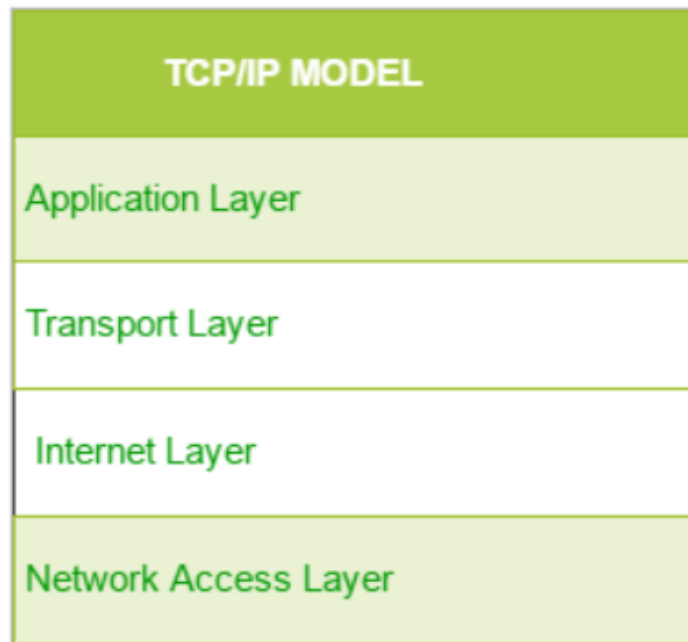 TCP/IP MODEL
Application Layer
Transport Layer
Internet Layer
Network Access Layer